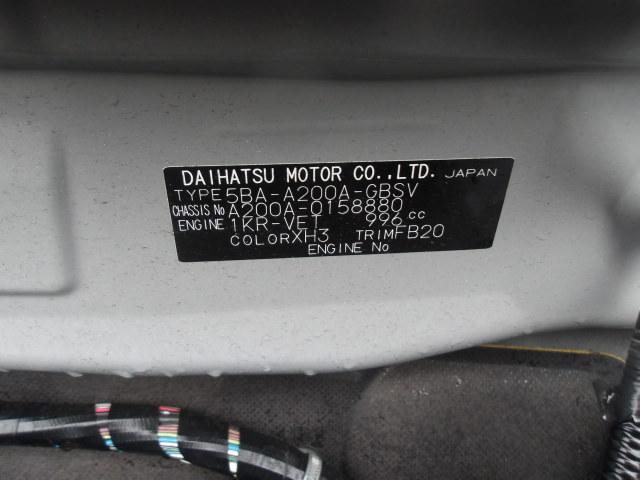 DAIHATSU MOTOR CO.,LTD. JAPAN
TYPE 5BA-A200A-GBSV
CHASSIS No A200A-0158880
ENGINE 1KR-VET 996 cc
COLOR XH3 TRIM FB20
ENGINE No